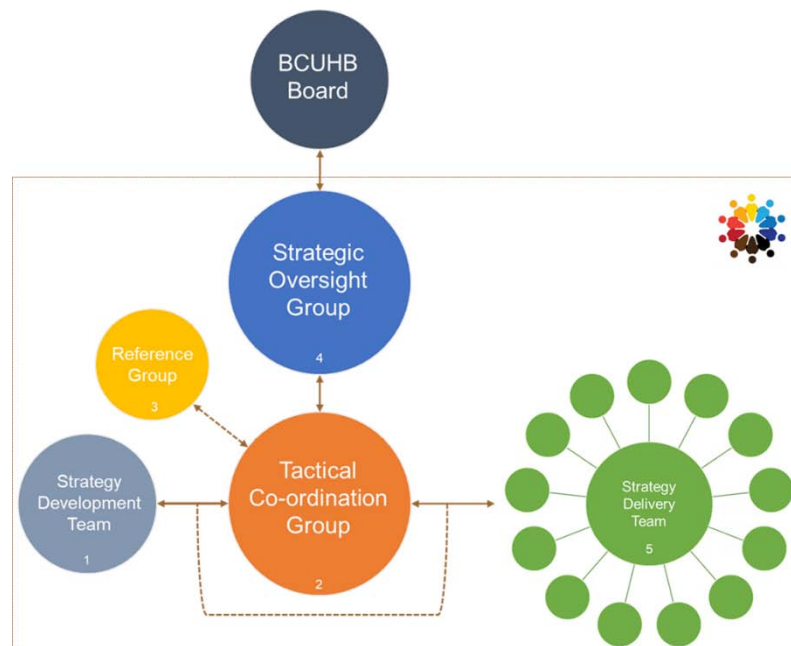 BCUHB
Board
Strategic
Oversight
Group
4
Reference
Group
3
Strategy
Development
Team
1
Tactical
Co-ordination
Group
2
Strategy
Delivery
Team
5